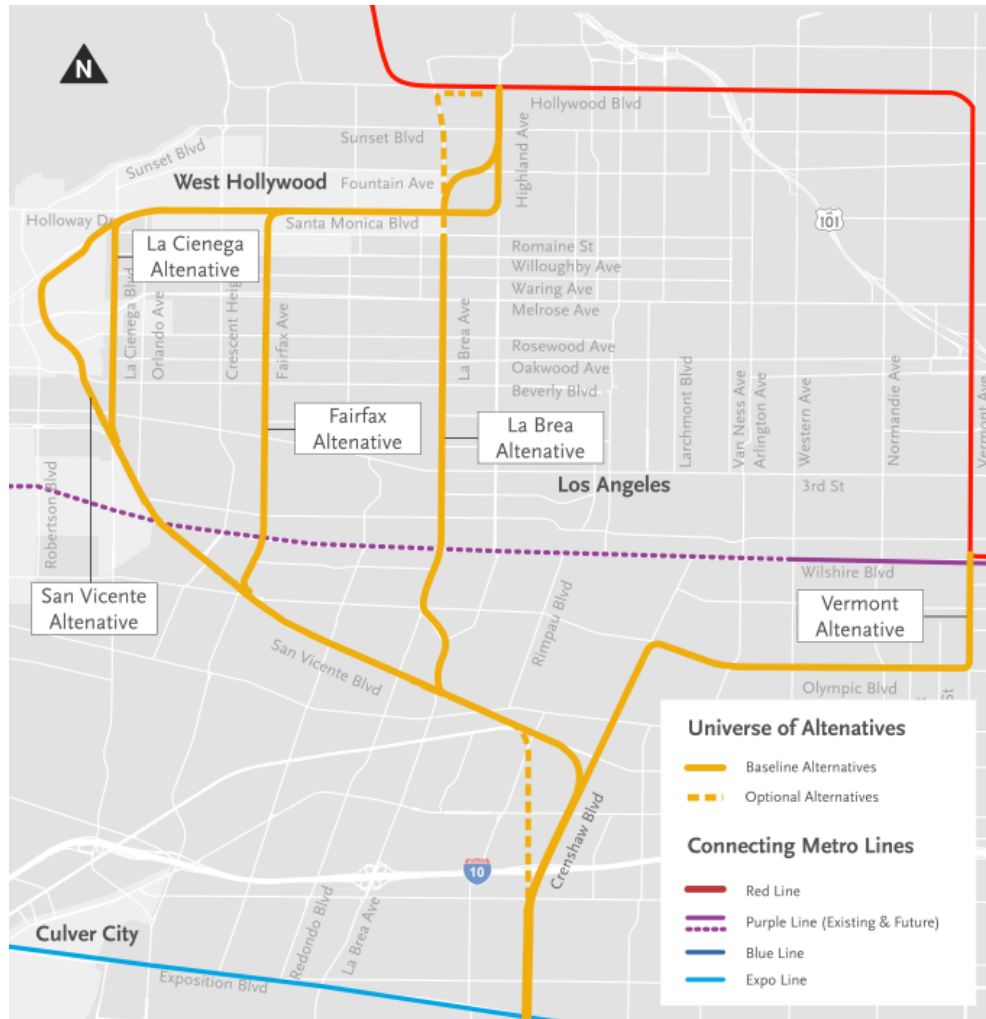 N
Hollywood Blvd
Sunset Blvd
Sunset Blvd
Highland Ave
West Hollywood
Fountain Ave
Holloway Dr
Santa Monica Blvd
US
101
La Cienega
Altenative
Romaine St
Willoughby Ave
Waring Ave
Melrose Ave
La Cienega Blvd
Orlando Ave
Crescent Heig
Fairfax Ave
La Brea Ave
Rosewood Ave
Oakwood Ave
Beverly Blvd
Larchmont Blvd
Van Ness Ave
Arlington Ave
Western Ave
Normandie Ave
Vermont Ave
Fairfax
Altenative
La Brea
Altenative
Los Angeles
3rd St
Robertson Blvd
Wilshire Blvd
San Vicente
Altenative
Vermont
Altenative
Rimpau Blvd
San Vicente Blvd
Olympic Blvd
St
Universe of Altenatives
Baseline Alternatives
Optional Alternatives
Crenshaw Blvd
10
Connecting Metro Lines
Red Line
Purple Line (Existing & Future)
Blue Line
Expo Line
Culver City
Redondo Blvd
La Brea Ave
Exposition Blvd